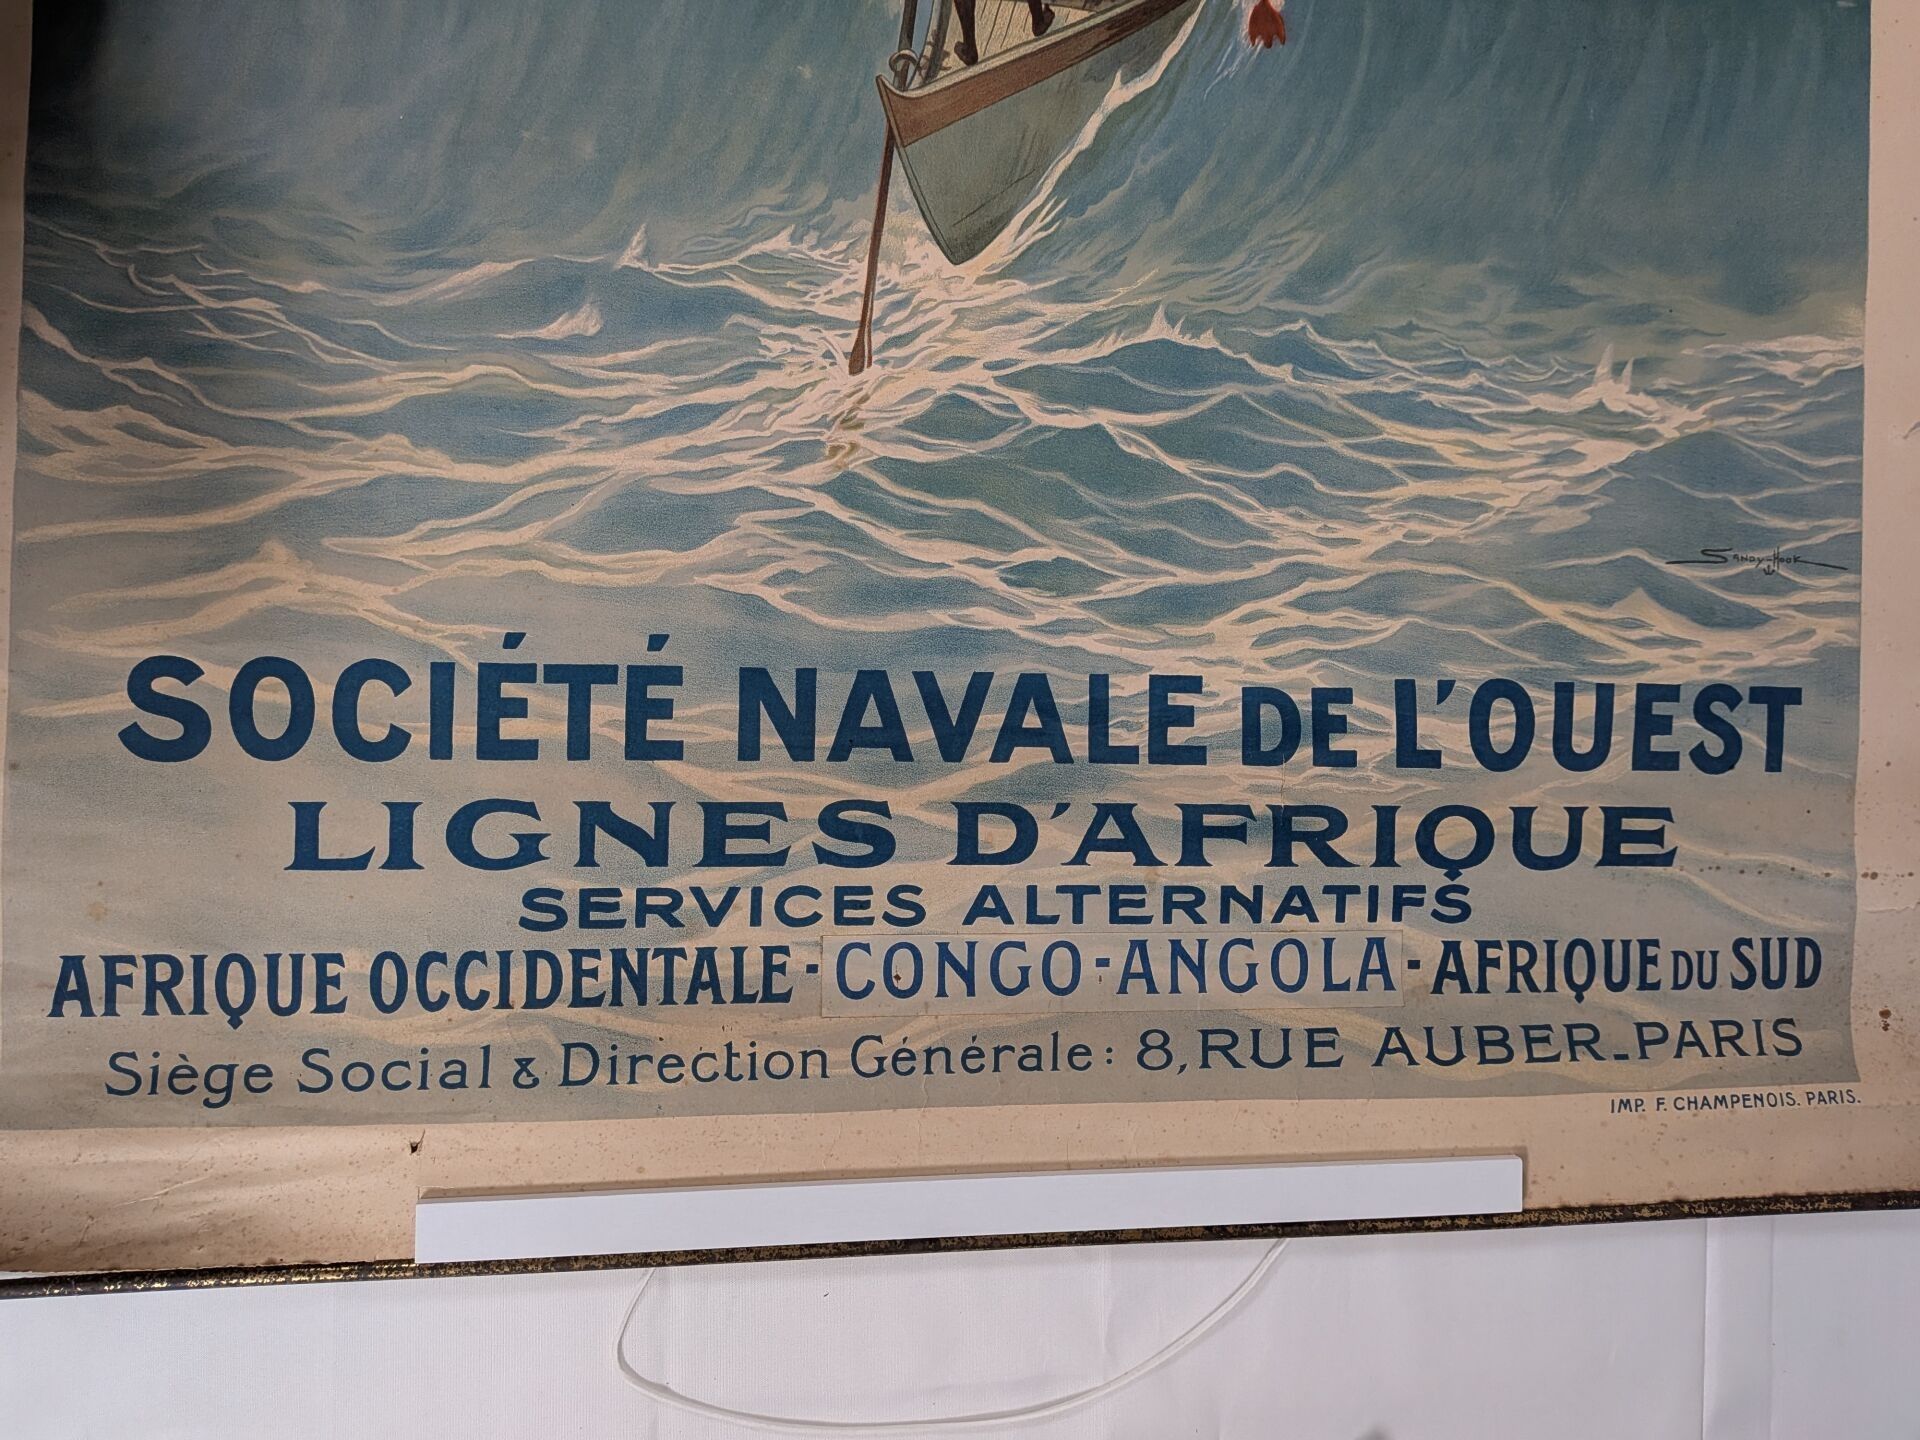 SANDY-HOOK
SOCIÉTÉ NAVALE DE L'OUEST
LIGNES D'AFRIQUE
SERVICES ALTERNATIFS
AFRIQUE OCCIDENTALE - CONGO - ANGOLA - AFRIQUE DU SUD
Siège Social & Direction Générale: 8, RUE AUBER_PARIS
IMP. F. CHAMPENOIS. PARIS.